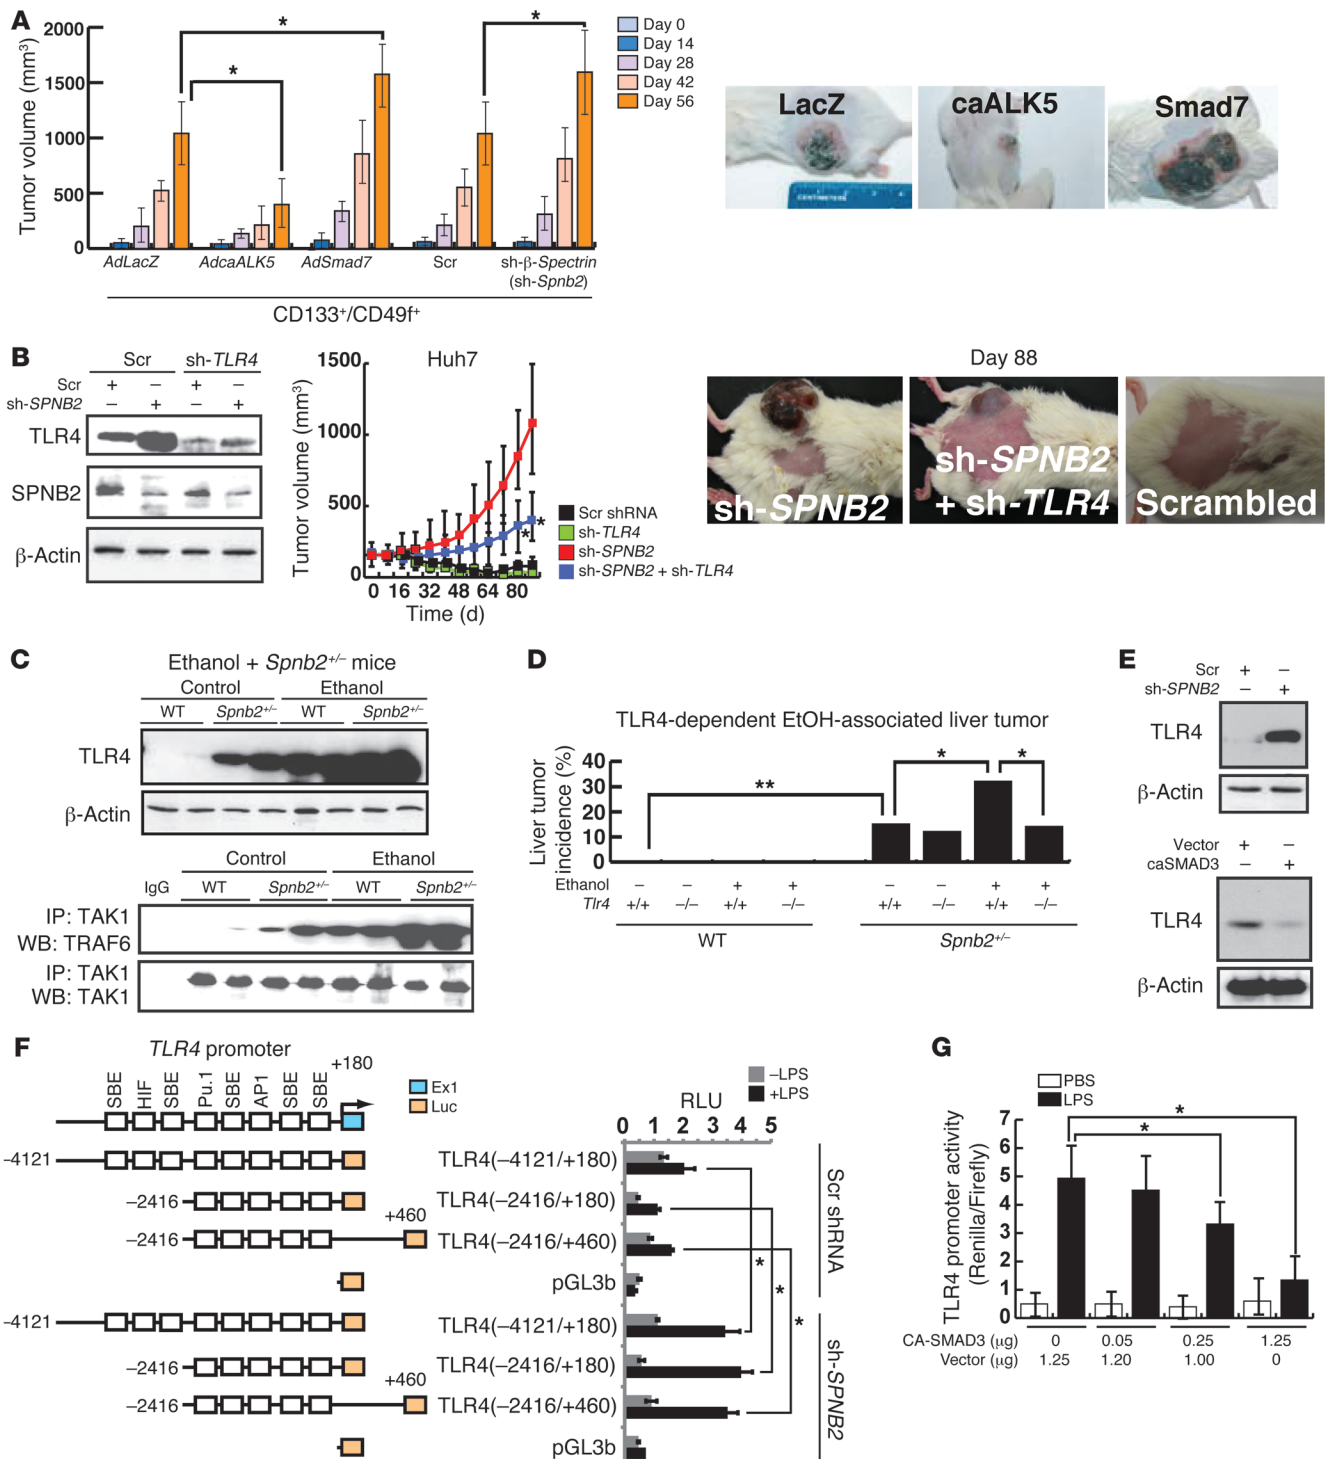 A
Tumor volume (mm³)
2000
1500
1000
500
0
*
*
*
Day 0
Day 14
Day 28
Day 42
Day 56
AdLacZ AdcaALK5 AdSmad7 Scr sh-β-Spectrin
(sh-Spnb2)
CD133⁺/CD49f⁺
LacZ caALK5 Smad7
CENTIMETERS
B
Scr sh-TLR4
Scr + – + –
sh-SPNB2 – + – +
TLR4
SPNB2
β-Actin
Huh7
Tumor volume (mm³)
1500
1000
500
0
*
*
0 16 32 48 64 80
Time (d)
Scr shRNA
sh-TLR4
sh-SPNB2
sh-SPNB2 + sh-TLR4
Day 88
sh-SPNB2
sh-SPNB2
+ sh-TLR4
Scrambled
C
Ethanol + Spnb2⁺/⁻ mice
Control Ethanol
WT Spnb2⁺/⁻ WT Spnb2⁺/⁻
TLR4
β-Actin
Control Ethanol
IgG WT Spnb2⁺/⁻ WT Spnb2⁺/⁻
IP: TAK1
WB: TRAF6
IP: TAK1
WB: TAK1
D
TLR4-dependent EtOH-associated liver tumor
Liver tumor
incidence (%)
40
30
20
10
0
**
*
*
Ethanol – – + + – – + +
Tlr4 +/+ –/– +/+ –/– +/+ –/– +/+ –/–
WT Spnb2⁺/⁻
E
Scr + –
sh-SPNB2 – +
TLR4
β-Actin
Vector + –
caSMAD3 – +
TLR4
β-Actin
F
TLR4 promoter
+180
SBE HIF SBE Pu.1 SBE AP1 SBE SBE
Ex1
Luc
–4121
–2416
+460
–2416
–4121
–2416
+460
–2416
–LPS
+LPS
RLU
0 1 2 3 4 5
TLR4(–4121/+180)
TLR4(–2416/+180)
TLR4(–2416/+460)
pGL3b
TLR4(–4121/+180)
TLR4(–2416/+180)
TLR4(–2416/+460)
pGL3b
*
*
*
Scr shRNA
sh-SPNB2
G
PBS
LPS
TLR4 promoter activity
(Renilla/Firefly)
7
6
5
4
3
2
1
0
*
*
CA-SMAD3 (μg) 0 0.05 0.25 1.25
Vector (μg) 1.25 1.20 1.00 0